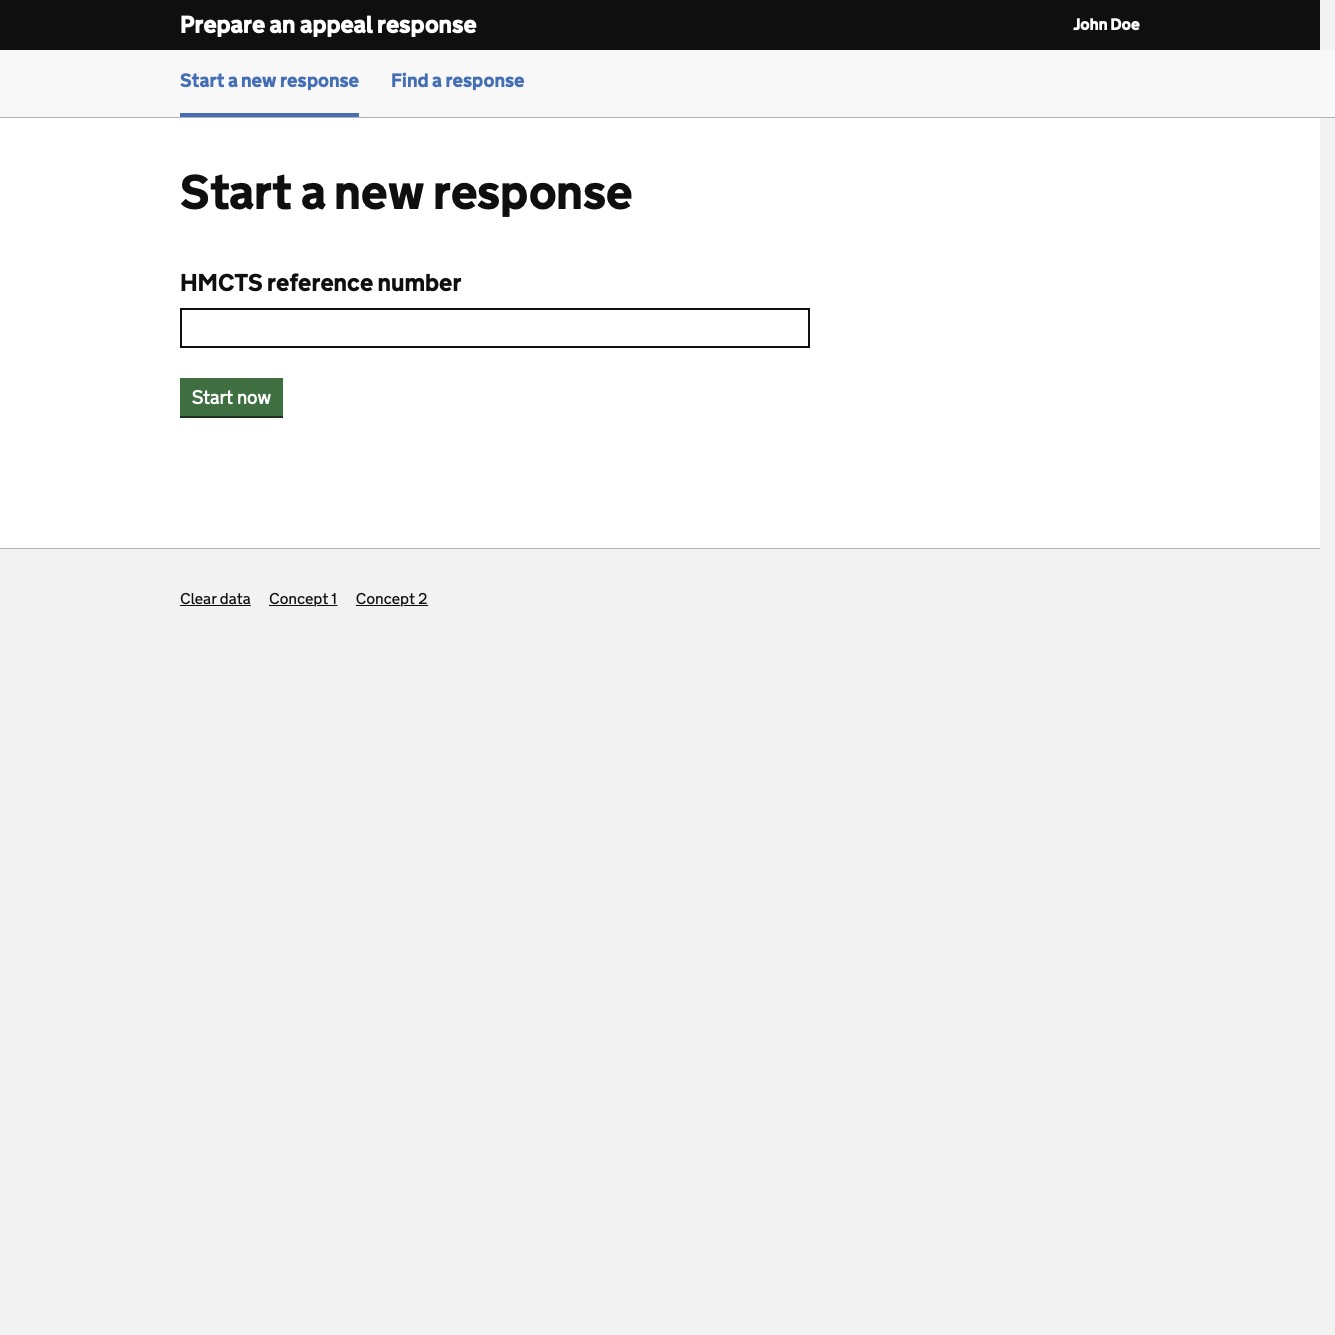 Prepare an appeal response John Doe
Start a new response Find a response
Start a new response
HMCTS reference number
Start now
Clear data Concept 1 Concept 2